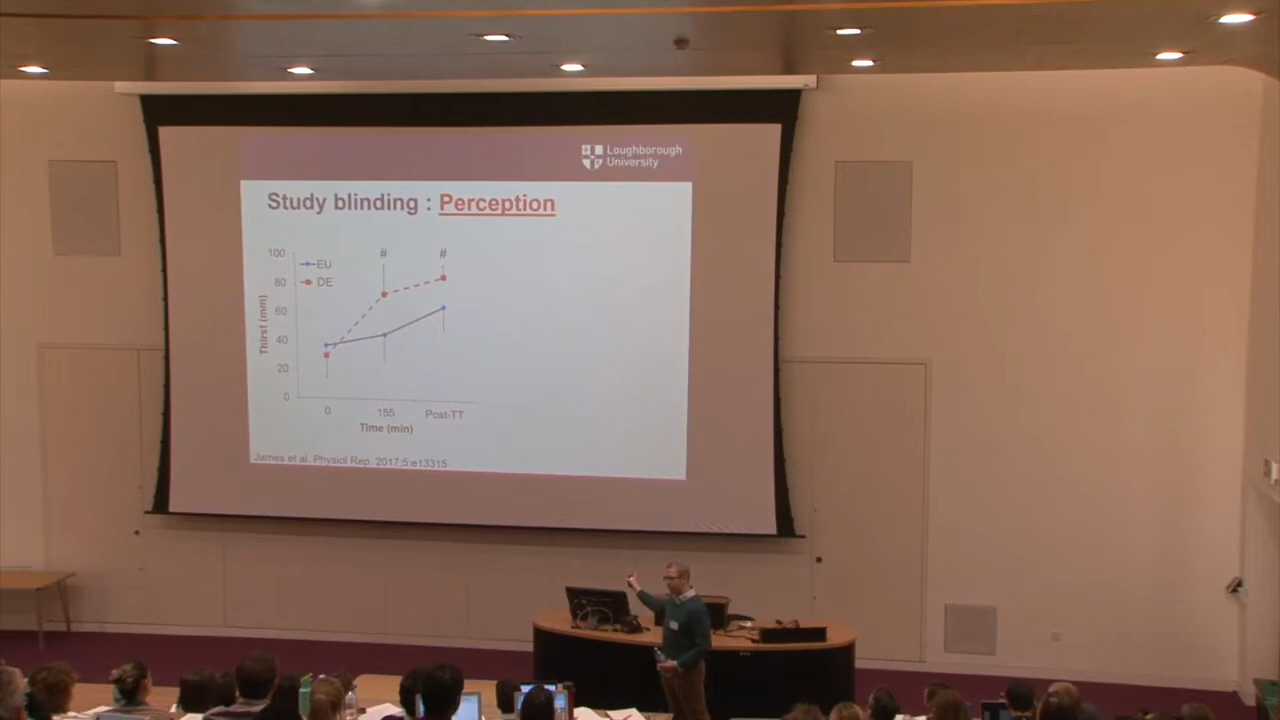 Loughborough
University
Study blinding : Perception
100
80
60
40
20
0
Thirst (mm)
EU
DE
#
#
0
155
Post-TT
Time (min)
James et al. Physiol Rep. 2017;5:e13315